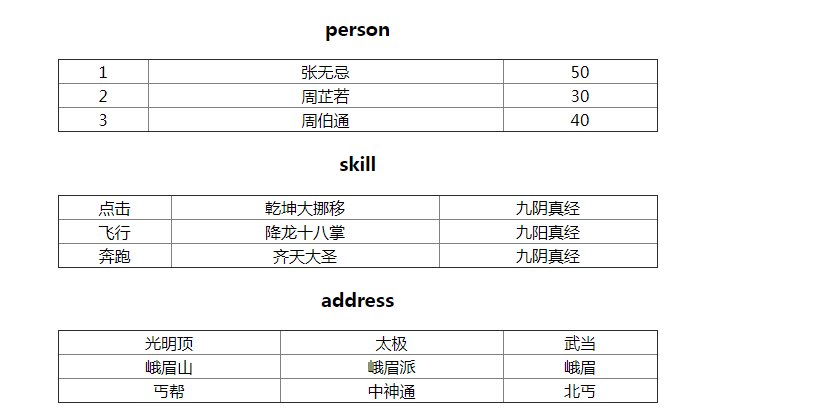 person
1 张无忌 50
2 周芷若 30
3 周伯通 40
skill
点击 乾坤大挪移 九阴真经
飞行 降龙十八掌 九阳真经
奔跑 齐天大圣 九阴真经
address
光明顶 太极 武当
峨眉山 峨眉派 峨眉
丐帮 中神通 北丐